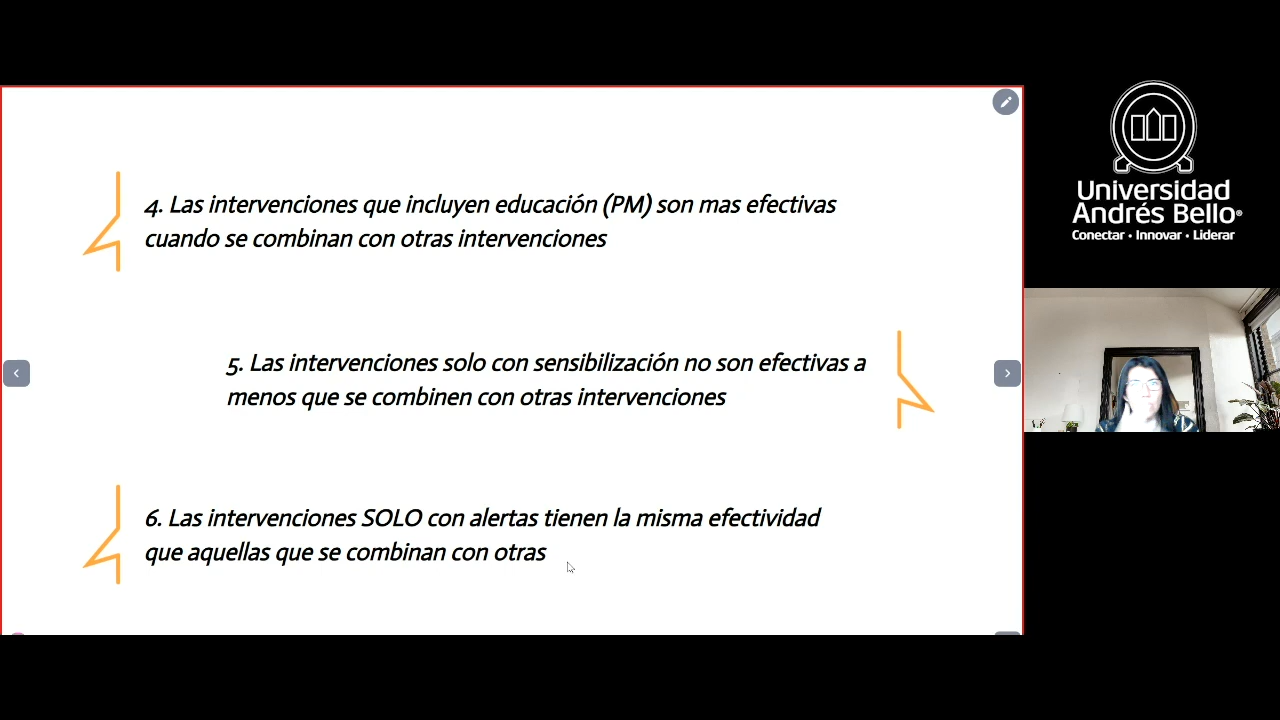 4. Las intervenciones que incluyen educación (PM) son mas efectivas
cuando se combinan con otras intervenciones
5. Las intervenciones solo con sensibilización no son efectivas a
menos que se combinen con otras intervenciones
6. Las intervenciones SOLO con alertas tienen la misma efectividad
que aquellas que se combinan con otras
Universidad
Andrés Bello®
Conectar • Innovar • Liderar